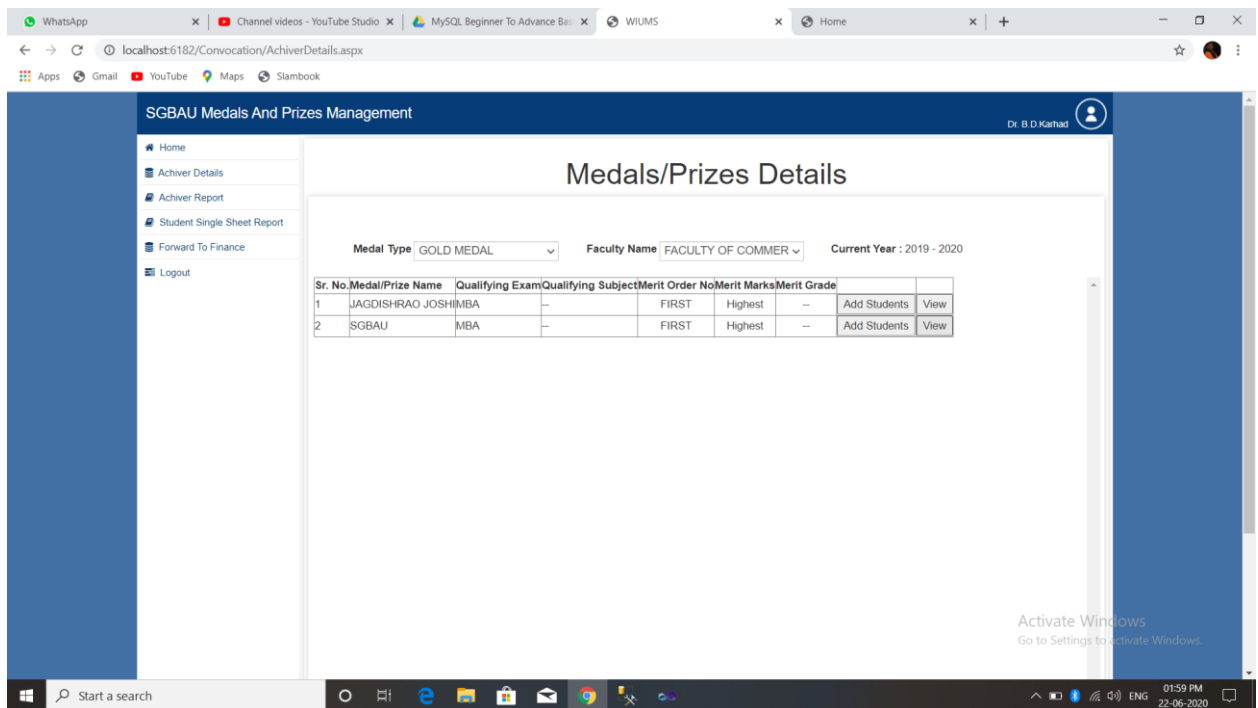 WhatsApp Channel videos - YouTube Studio MySQL Beginner To Advance Bas WIUMS Home
localhost:6182/Convocation/AchiverDetails.aspx
Apps Gmail YouTube Maps Slambook
SGBAU Medals And Prizes Management
Dr. B.D.Karhad
Home
Achiver Details
Achiver Report
Student Single Sheet Report
Forward To Finance
Logout
Medals/Prizes Details
Medal Type GOLD MEDAL Faculty Name FACULTY OF COMMER Current Year : 2019 - 2020
Sr. No. Medal/Prize Name Qualifying Exam Qualifying Subject Merit Order No Merit Marks Merit Grade
1 JAGDISHRAO JOSHI MBA -- FIRST Highest -- Add Students View
2 SGBAU MBA -- FIRST Highest -- Add Students View
Activate Windows
Go to Settings to activate Windows.
Start a search
ENG
01:59 PM
22-06-2020